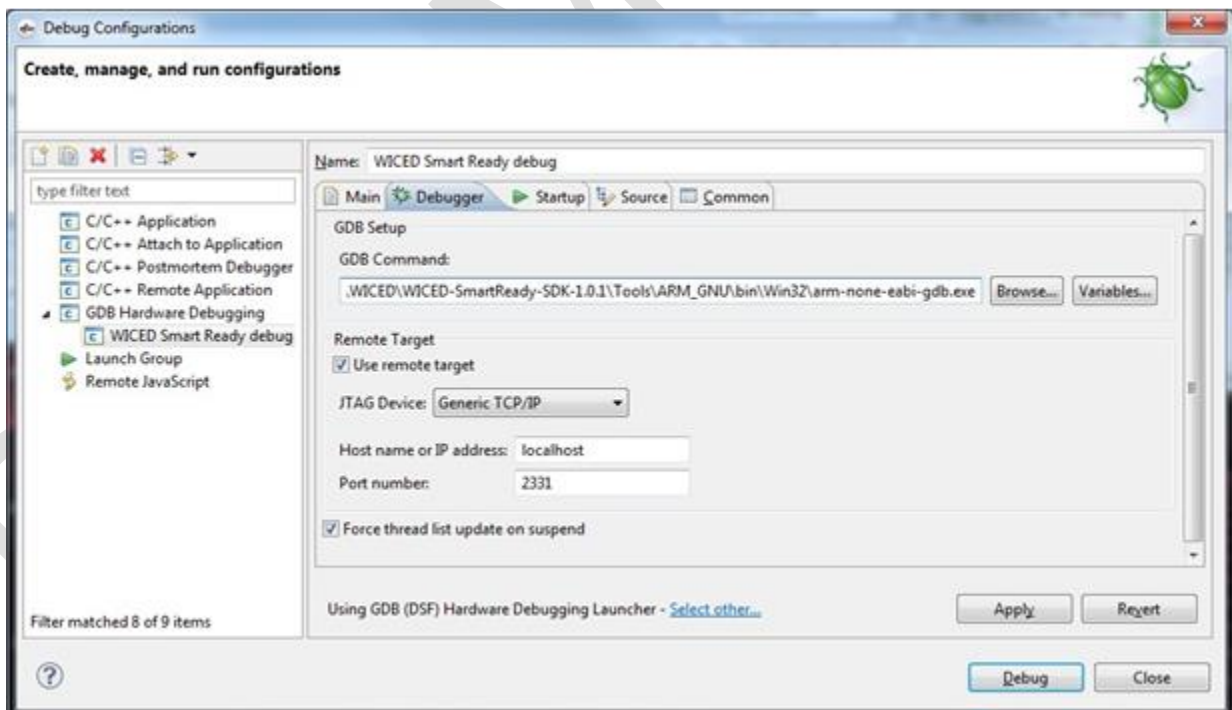 Debug Configurations
Create, manage, and run configurations
type filter text
C/C++ Application
C/C++ Attach to Application
C/C++ Postmortem Debugger
C/C++ Remote Application
GDB Hardware Debugging
WICED Smart Ready debug
Launch Group
Remote JavaScript
Filter matched 8 of 9 items
Name: WICED Smart Ready debug
Main Debugger Startup Source Common
GDB Setup
GDB Command:
.WICED\WICED-SmartReady-SDK-1.0.1\Tools\ARM_GNU\bin\Win32\arm-none-eabi-gdb.exe Browse... Variables...
Remote Target
Use remote target
JTAG Device: Generic TCP/IP
Host name or IP address: localhost
Port number: 2331
Force thread list update on suspend
Using GDB (DSF) Hardware Debugging Launcher - Select other... Apply Revert
Debug Close